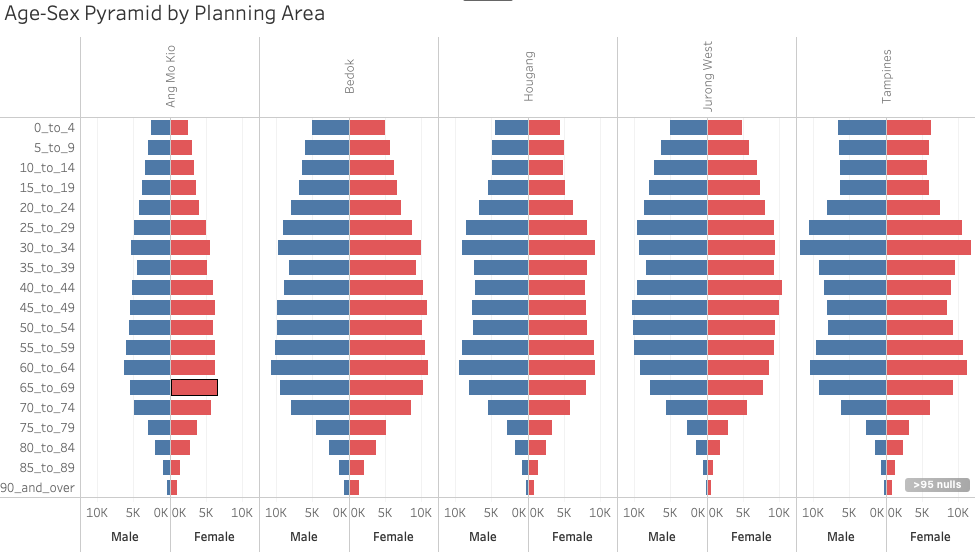 Age-Sex Pyramid by Planning Area
Ang Mo Kio
Bedok
Hougang
Jurong West
Tampines
0_to_4
5_to_9
10_to_14
15_to_19
20_to_24
25_to_29
30_to_34
35_to_39
40_to_44
45_to_49
50_to_54
55_to_59
60_to_64
65_to_69
70_to_74
75_to_79
80_to_84
85_to_89
90_and_over
>95 nulls
10K 5K 0K 0K 5K 10K 10K 5K 0K 0K 5K 10K 10K 5K 0K 0K 5K 10K 10K 5K 0K 0K 5K 10K 10K 5K 0K 0K 5K 10K
Male Female Male Female Male Female Male Female Male Female